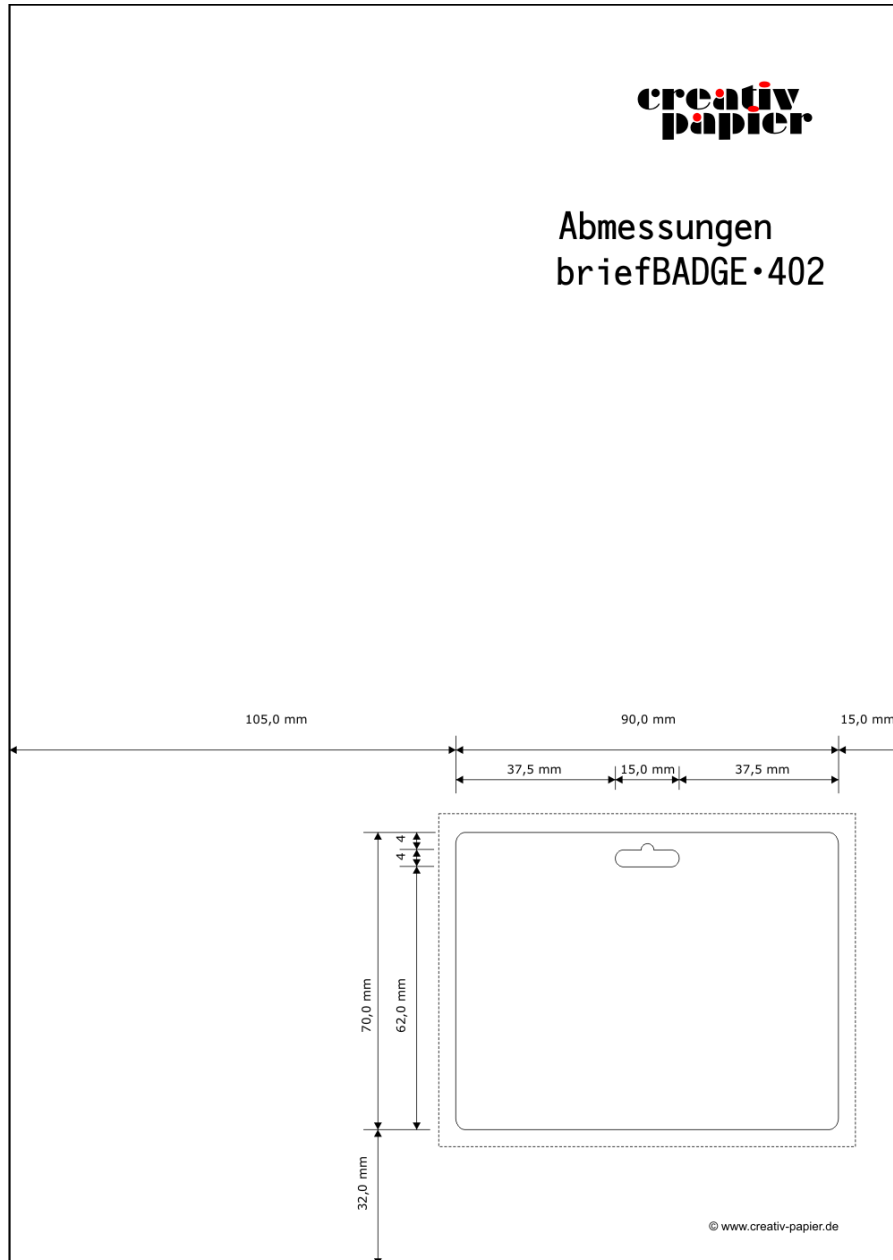 creativ
papier
Abmessungen
briefBADGE·402
105,0 mm
90,0 mm
15,0 mm
37,5 mm
15,0 mm
37,5 mm
4
4
70,0 mm
62,0 mm
32,0 mm
© www.creativ-papier.de